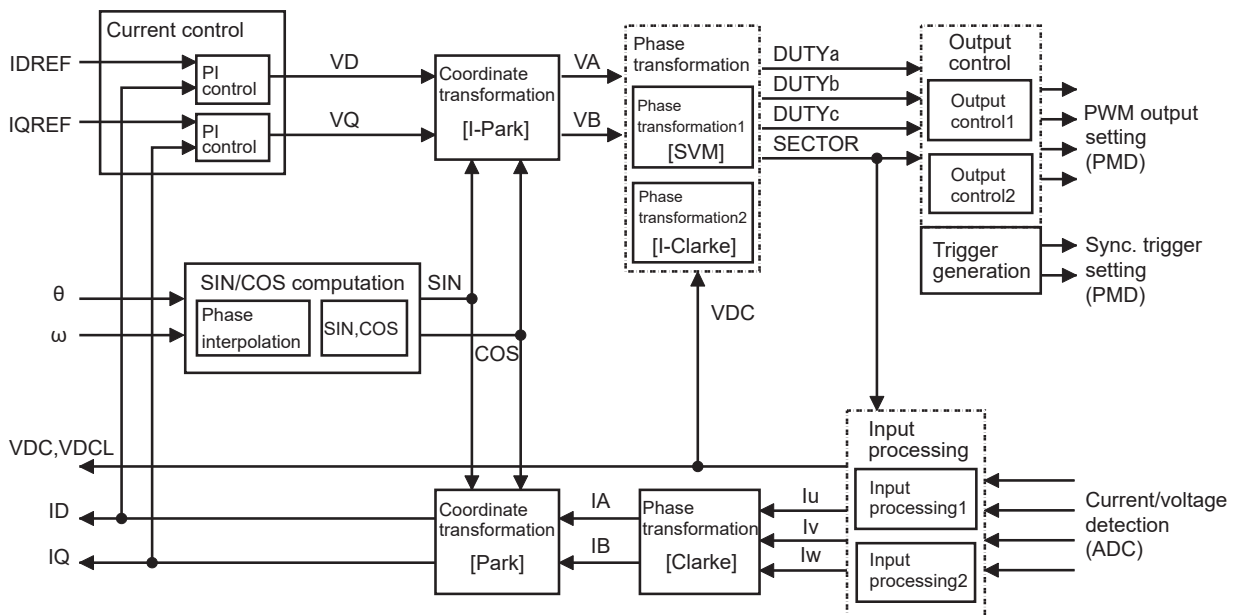 Current control
IDREF
PI
control
VD
IQREF
PI
control
VQ
Coordinate
transformation
[I-Park]
VA
VB
Phase
transformation
Phase
transformation1
[SVM]
Phase
transformation2
[I-Clarke]
DUTYa
DUTYb
DUTYc
SECTOR
Output
control
Output
control1
Output
control2
PWM output
setting
(PMD)
Trigger
generation
Sync. trigger
setting
(PMD)
θ
ω
SIN/COS computation
Phase
interpolation
SIN,COS
SIN
COS
VDC
VDC,VDCL
ID
IQ
Coordinate
transformation
[Park]
IA
IB
Phase
transformation
[Clarke]
Iu
Iv
Iw
Input
processing
Input
processing1
Input
processing2
Current/voltage
detection
(ADC)